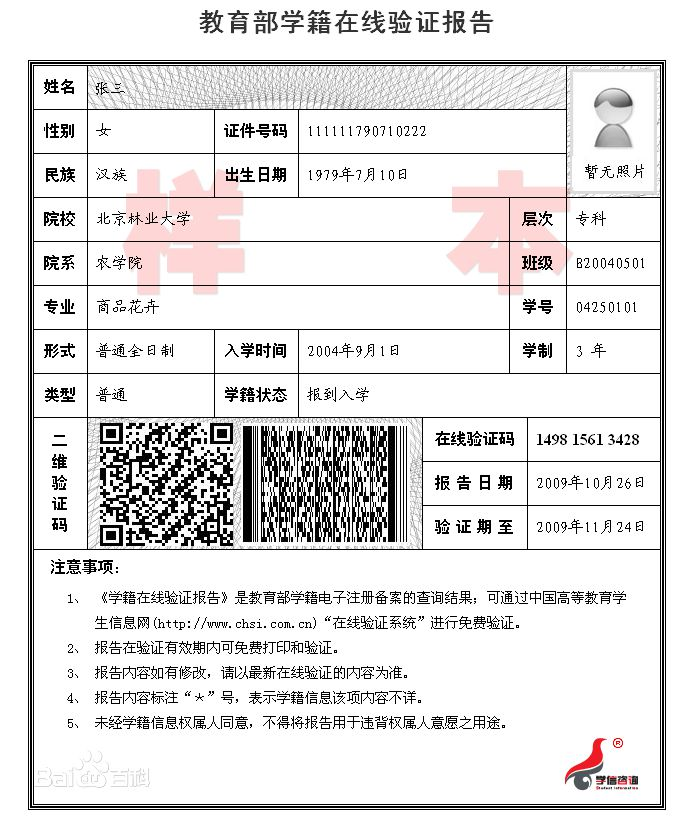 教育部学籍在线验证报告
姓名 张三
性别 女 证件号码 111111790710222
暂无照片
民族 汉族 出生日期 1979年7月10日
样本
院校 北京林业大学 层次 专科
院系 农学院 班级 B20040501
专业 商品花卉 学号 04250101
形式 普通全日制 入学时间 2004年9月1日 学制 3 年
类型 普通 学籍状态 报到入学
二维验证码
在线验证码 1498 1561 3428
报告日期 2009年10月26日
验证期至 2009年11月24日
注意事项：
1、 《学籍在线验证报告》是教育部学籍电子注册备案的查询结果；可通过中国高等教育学
生信息网(http://www.chsi.com.cn)“在线验证系统”进行免费验证。
2、 报告在验证有效期内可免费打印和验证。
3、 报告内容如有修改，请以最新在线验证的内容为准。
4、 报告内容标注“＊”号，表示学籍信息该项内容不详。
5、 未经学籍信息权属人同意，不得将报告用于违背权属人意愿之用途。
Bai百科
®
学信咨询
Student Information